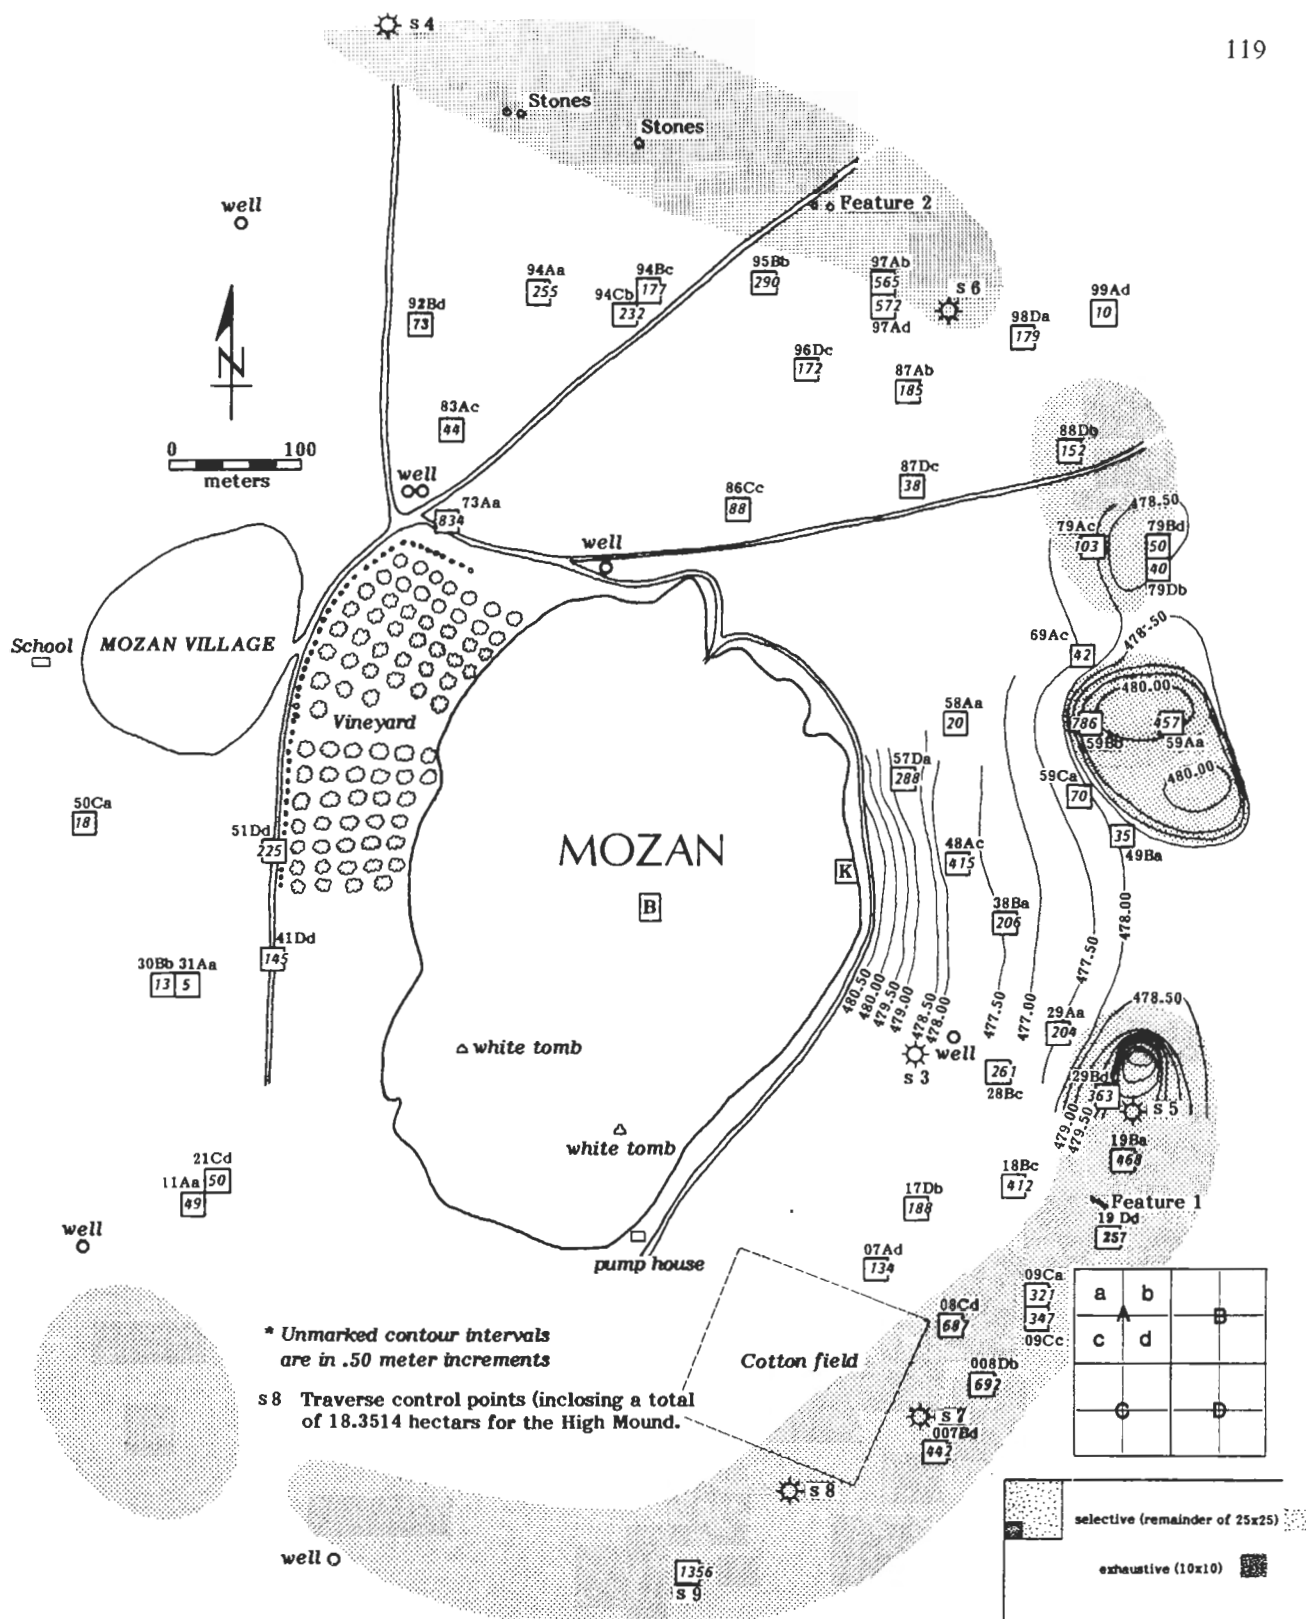 119
s 4
Stones
Stones
well
Feature 2
94Aa
255
94Bc
177
94Cb
232
95Bb
290
97Ab
565
572
97Ad
s 6
99Ad
10
98Da
179
92Bd
73
N
96Dc
172
87Ab
185
83Ac
44
0 100
meters
88Db
152
well
87Dc
38
86Cc
88
73Aa
834
478.50
79Ac
103
79Bd
50
40
79Db
well
School
MOZAN VILLAGE
69Ac
42
478.50
480.00
786
59Bb
457
59Aa
480.00
Vineyard
58Aa
20
57Da
288
59Ca
70
50Ca
18
51Dd
225
35
49Ba
MOZAN
48Ac
415
K
B
38Ba
206
478.00
41Dd
145
477.50
30Bb 31Aa
13 5
480.50
480.00
479.50
479.00
478.50
478.00
477.50
477.00
478.50
29Aa
204
white tomb
well
s 3
261
28Bc
29Bd
363
s 5
479.00
479.50
white tomb
19Ba
468
21Cd
50
11Aa
49
18Bc
412
17Db
188
Feature 1
19 Dd
257
well
pump house
07Ad
134
09Ca
321
347
09Cc
a b
A
c d
B
C
D
08Cd
687
* Unmarked contour intervals
are in .50 meter increments
Cotton field
008Db
692
s 8 Traverse control points (inclosing a total
of 18.3514 hectars for the High Mound.
s 7
007Bd
442
s 8
selective (remainder of 25x25)
well
exhaustive (10x10)
1356
s 9